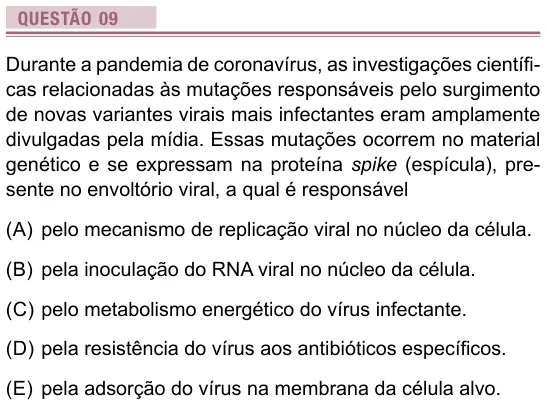 QUESTÃO 09
Durante a pandemia de coronavírus, as investigações científi-
cas relacionadas às mutações responsáveis pelo surgimento
de novas variantes virais mais infectantes eram amplamente
divulgadas pela mídia. Essas mutações ocorrem no material
genético e se expressam na proteína spike (espícula), pre-
sente no envoltório viral, a qual é responsável
(A) pelo mecanismo de replicação viral no núcleo da célula.
(B) pela inoculação do RNA viral no núcleo da célula.
(C) pelo metabolismo energético do vírus infectante.
(D) pela resistência do vírus aos antibióticos específicos.
(E) pela adsorção do vírus na membrana da célula alvo.